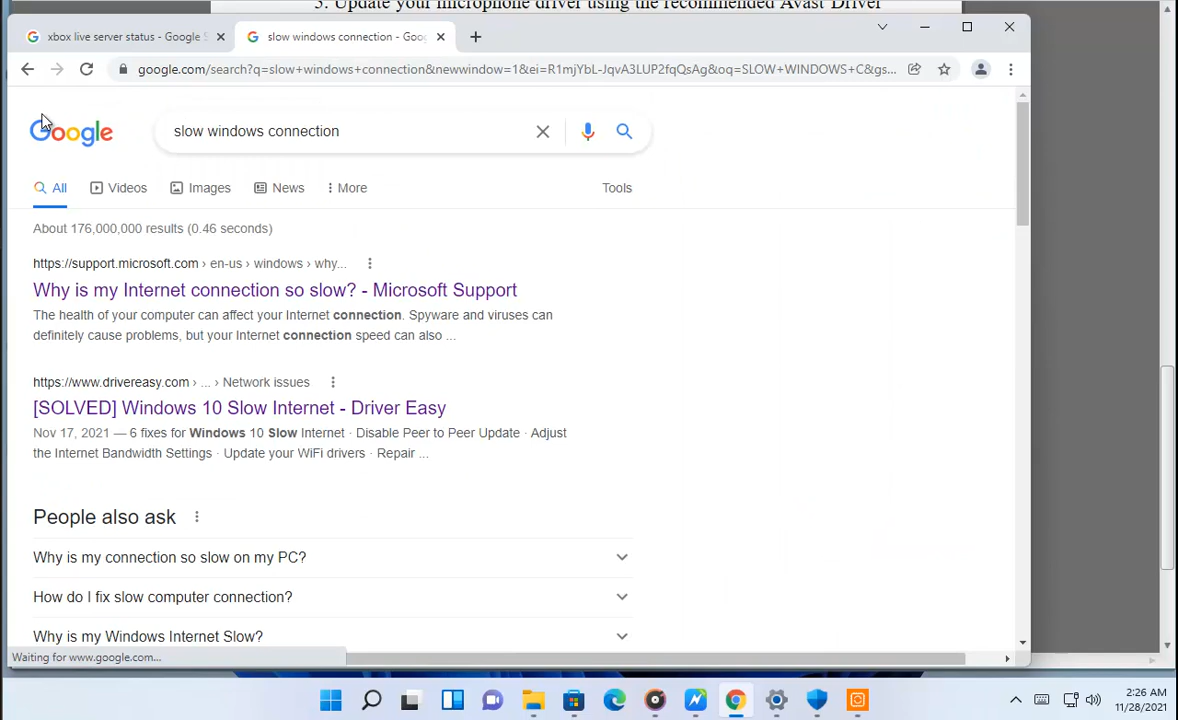 3. Update your microphone driver using the recommended Avast Driver
xbox live server status - Google S
slow windows connection - Goog
google.com/search?q=slow+windows+connection&newwindow=1&ei=R1mjYbL-JqvA3LUP2fqQsAg&oq=SLOW+WINDOWS+C&gs...
Google
slow windows connection
All
Videos
Images
News
More
Tools
About 176,000,000 results (0.46 seconds)
https://support.microsoft.com › en-us › windows › why...
Why is my Internet connection so slow? - Microsoft Support
The health of your computer can affect your Internet connection. Spyware and viruses can
definitely cause problems, but your Internet connection speed can also ...
https://www.drivereasy.com › ... › Network issues
[SOLVED] Windows 10 Slow Internet - Driver Easy
Nov 17, 2021 — 6 fixes for Windows 10 Slow Internet · Disable Peer to Peer Update · Adjust
the Internet Bandwidth Settings · Update your WiFi drivers · Repair ...
People also ask
Why is my connection so slow on my PC?
How do I fix slow computer connection?
Why is my Windows Internet Slow?
Waiting for www.google.com...
2:26 AM
11/28/2021